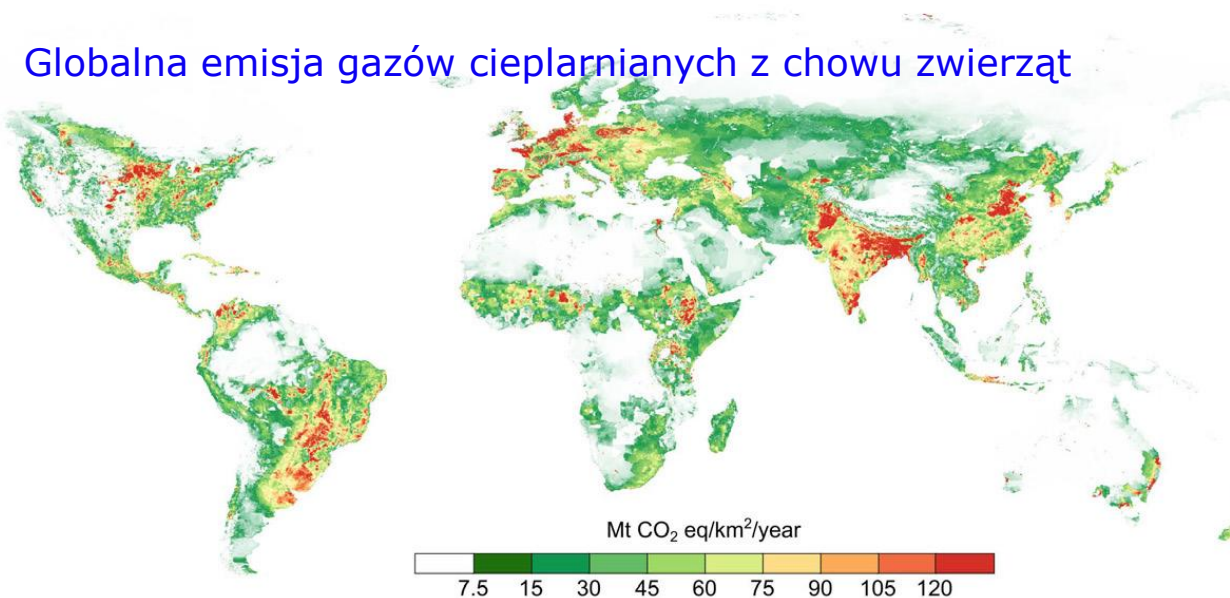 Globalna emisja gazów cieplarnianych z chowu zwierząt
Mt CO₂ eq/km²/year
7.5 15 30 45 60 75 90 105 120